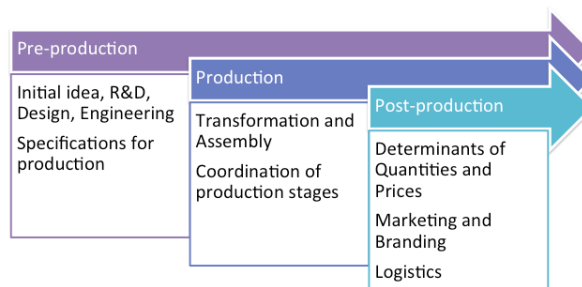 Pre-production
Initial idea, R&D,
Design, Engineering
Specifications for
production
Production
Transformation and
Assembly
Coordination of
production stages
Post-production
Determinants of
Quantities and
Prices
Marketing and
Branding
Logistics